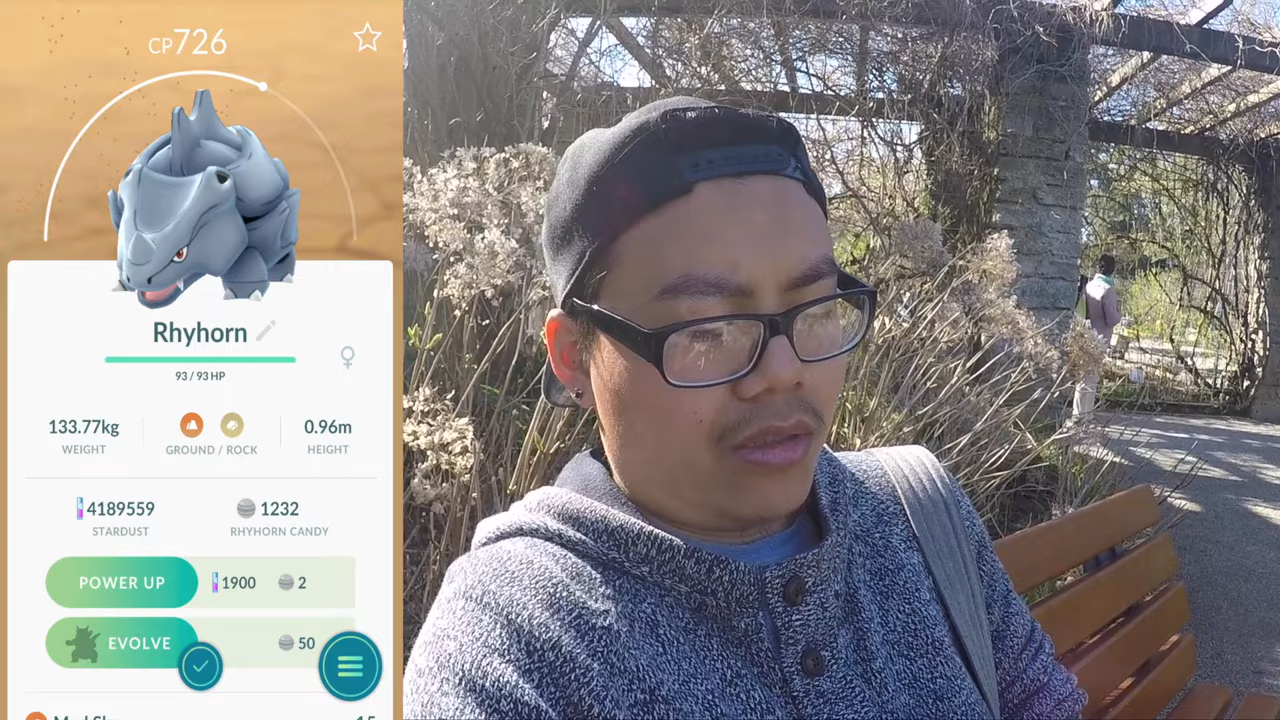 CP726
Rhyhorn
93 / 93 HP
133.77kg
WEIGHT
GROUND / ROCK
0.96m
HEIGHT
4189559
STARDUST
1232
RHYHORN CANDY
POWER UP
1900
2
EVOLVE
50